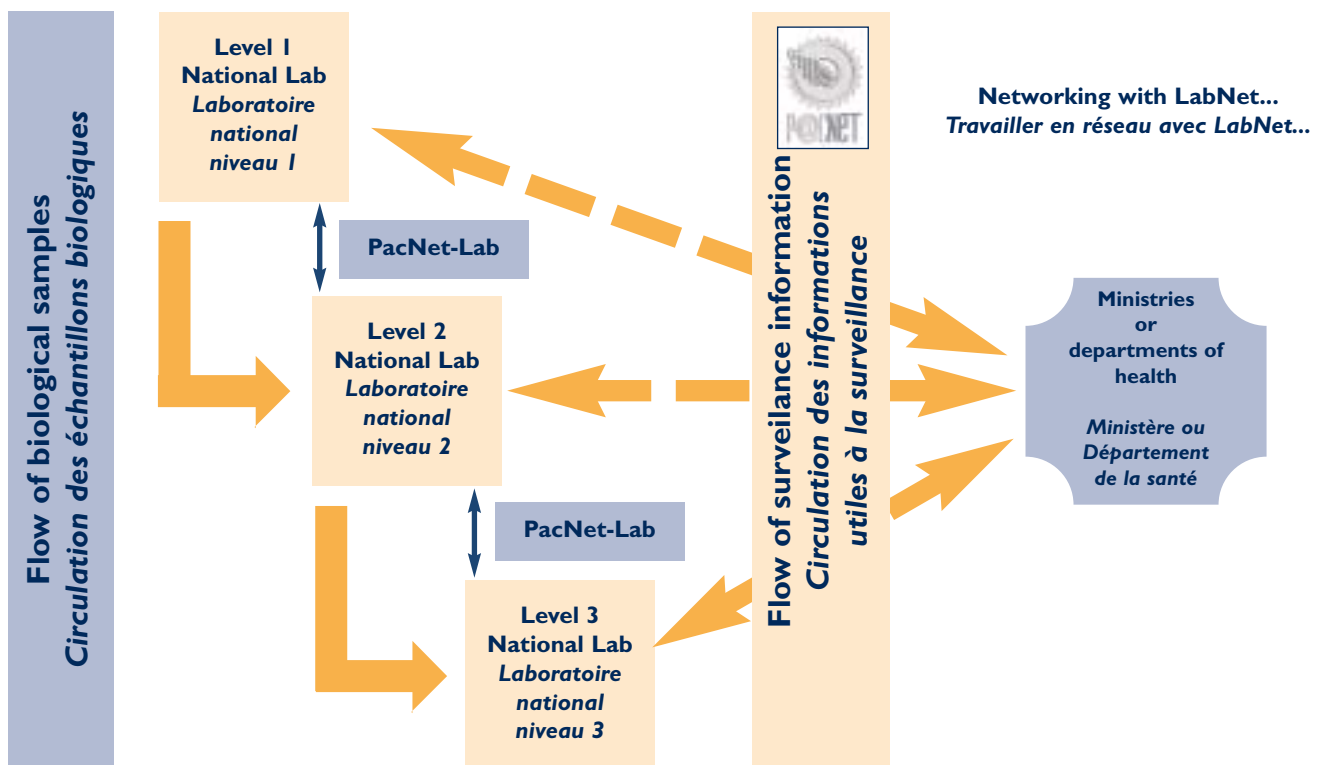 Flow of biological samples
Circulation des échantillons biologiques
Level 1
National Lab
Laboratoire
national
niveau 1
PacNet-Lab
Level 2
National Lab
Laboratoire
national
niveau 2
PacNet-Lab
Level 3
National Lab
Laboratoire
national
niveau 3
P@CNET
Flow of surveillance information
Circulation des informations
utiles à la surveillance
Networking with LabNet...
Travailler en réseau avec LabNet...
Ministries
or
departments of
health
Ministère ou
Département
de la santé